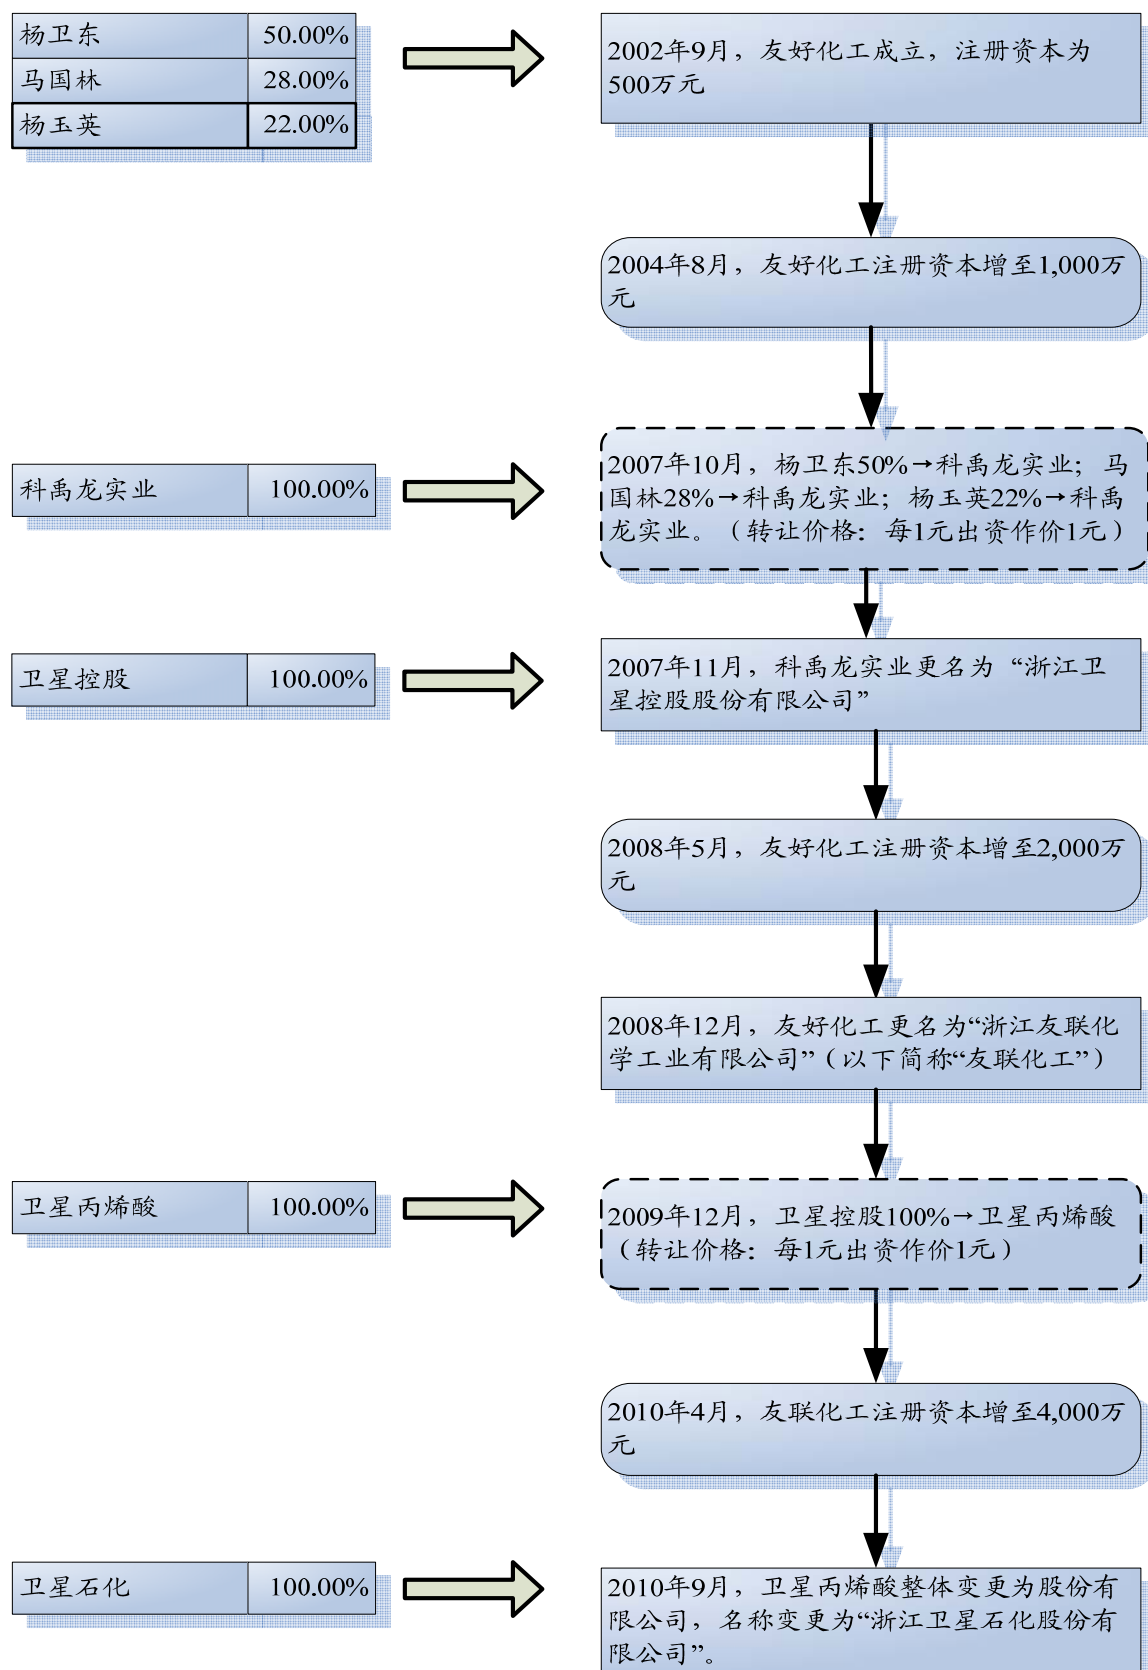 杨卫东 50.00%
马国林 28.00%
杨玉英 22.00%
2002年9月，友好化工成立，注册资本为
500万元
2004年8月，友好化工注册资本增至1,000万
元
科禹龙实业 100.00%
2007年10月，杨卫东50%→科禹龙实业；马
国林28%→科禹龙实业；杨玉英22%→科禹
龙实业。（转让价格：每1元出资作价1元）
卫星控股 100.00%
2007年11月，科禹龙实业更名为 “浙江卫
星控股股份有限公司”
2008年5月，友好化工注册资本增至2,000万
元
2008年12月，友好化工更名为“浙江友联化
学工业有限公司”（以下简称“友联化工”）
卫星丙烯酸 100.00%
2009年12月，卫星控股100%→卫星丙烯酸
（转让价格：每1元出资作价1元）
2010年4月，友联化工注册资本增至4,000万
元
卫星石化 100.00%
2010年9月，卫星丙烯酸整体变更为股份有
限公司，名称变更为“浙江卫星石化股份有
限公司”。